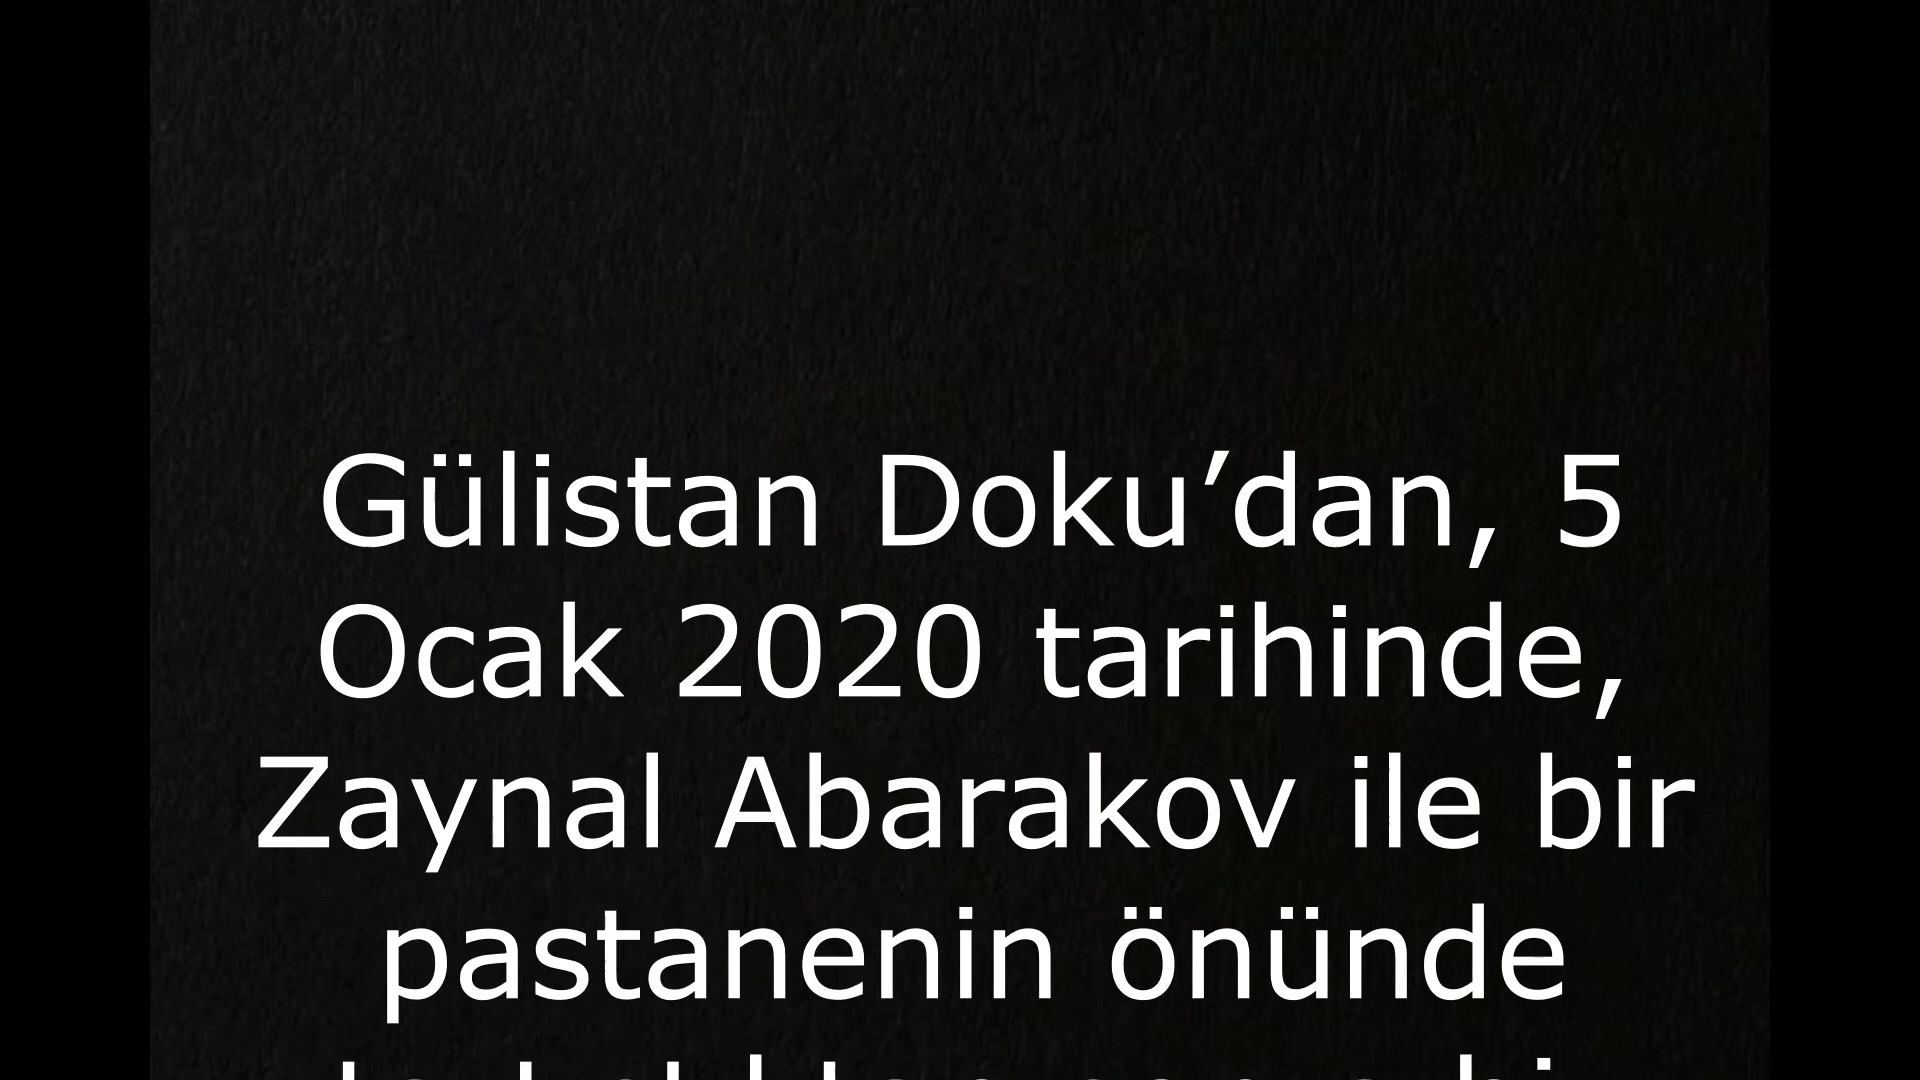 Gülistan Doku’dan, 5
Ocak 2020 tarihinde,
Zaynal Abarakov ile bir
pastanenin önünde